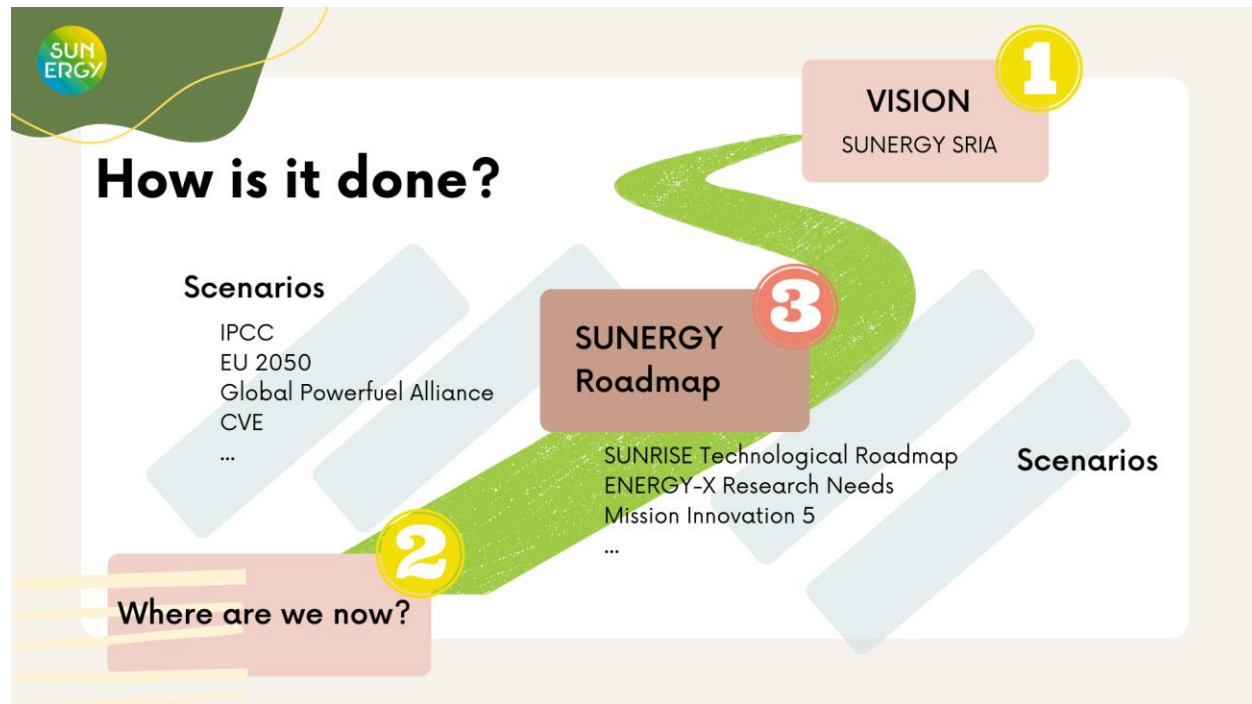 SUN
ERGY
1
VISION
SUNERGY SRIA
How is it done?
Scenarios
IPCC
EU 2050
Global Powerfuel Alliance
CVE
...
3
SUNERGY
Roadmap
SUNRISE Technological Roadmap
ENERGY-X Research Needs
Mission Innovation 5
...
Scenarios
2
Where are we now?